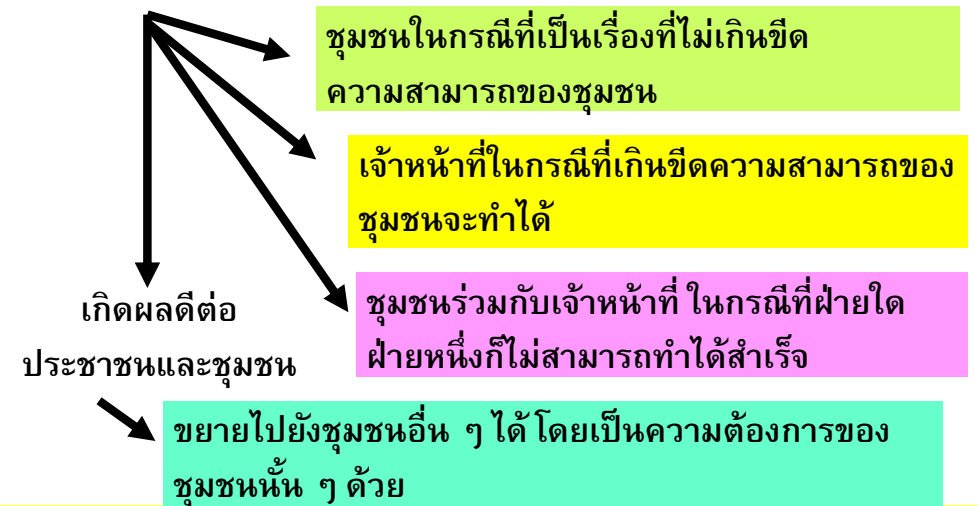 ชุมชนในกรณีที่เป็นเรื่องที่ไม่เกินขีด
ความสามารถของชุมชน
เจ้าหน้าที่ในกรณีที่เกินขีดความสามารถของ
ชุมชนจะทำได้
ชุมชนร่วมกับเจ้าหน้าที่ ในกรณีที่ฝ่ายใด
ฝ่ายหนึ่งก็ไม่สามารถทำได้สำเร็จ
เกิดผลดีต่อ
ประชาชนและชุมชน
ขยายไปยังชุมชนอื่น ๆ ได้ โดยเป็นความต้องการของ
ชุมชนนั้น ๆ ด้วย